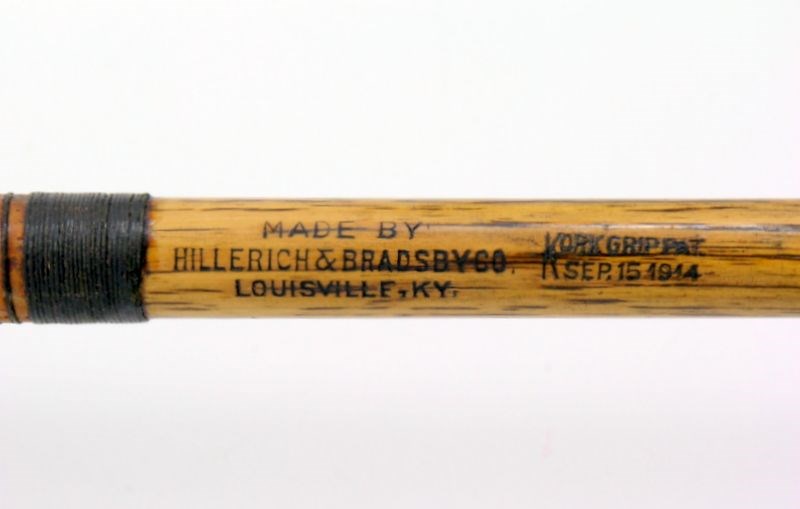 MADE BY
HILLERICH & BRADSBY CO.
LOUISVILLE, KY.
KORK GRIP PAT.
SEP. 15 1914